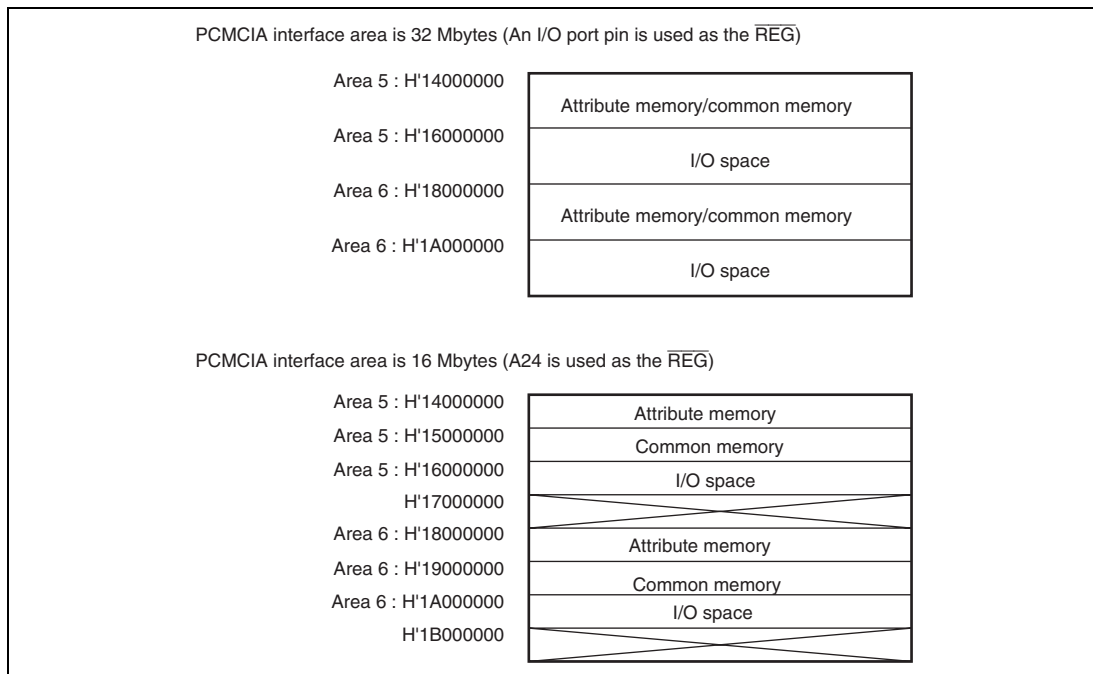 PCMCIA interface area is 32 Mbytes (An I/O port pin is used as the REG)
Area 5 : H'14000000
Attribute memory/common memory
Area 5 : H'16000000
I/O space
Area 6 : H'18000000
Attribute memory/common memory
Area 6 : H'1A000000
I/O space
PCMCIA interface area is 16 Mbytes (A24 is used as the REG)
Area 5 : H'14000000
Attribute memory
Area 5 : H'15000000
Common memory
Area 5 : H'16000000
I/O space
H'17000000
Area 6 : H'18000000
Attribute memory
Area 6 : H'19000000
Common memory
Area 6 : H'1A000000
I/O space
H'1B000000